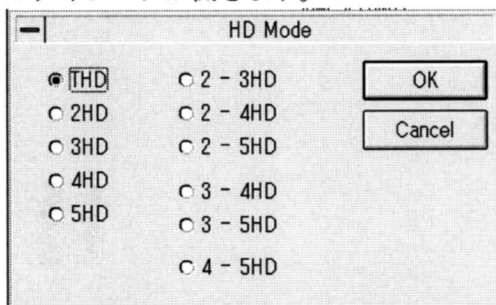 HD Mode
THD
2HD
3HD
4HD
5HD
2 - 3HD
2 - 4HD
2 - 5HD
3 - 4HD
3 - 5HD
4 - 5HD
OK
Cancel